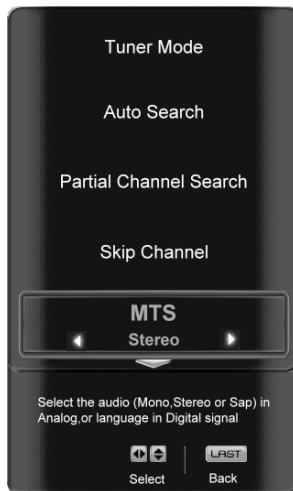 Tuner Mode
Auto Search
Partial Channel Search
Skip Channel
MTS
Stereo
Select the audio (Mono,Stereo or Sap) in
Analog,or language in Digital signal
LAST
Select
Back